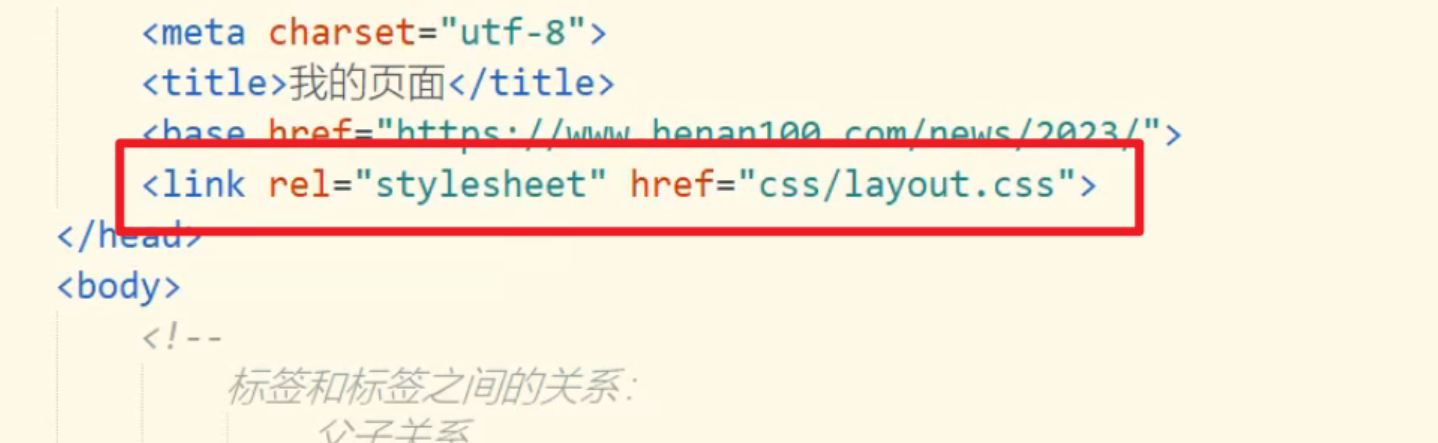 <meta charset="utf-8">
<title>我的页面</title>
<base href="https://www.henan100.com/news/2023/">
<link rel="stylesheet" href="css/layout.css">
</head>
<body>
<!--
标签和标签之间的关系：
父子关系